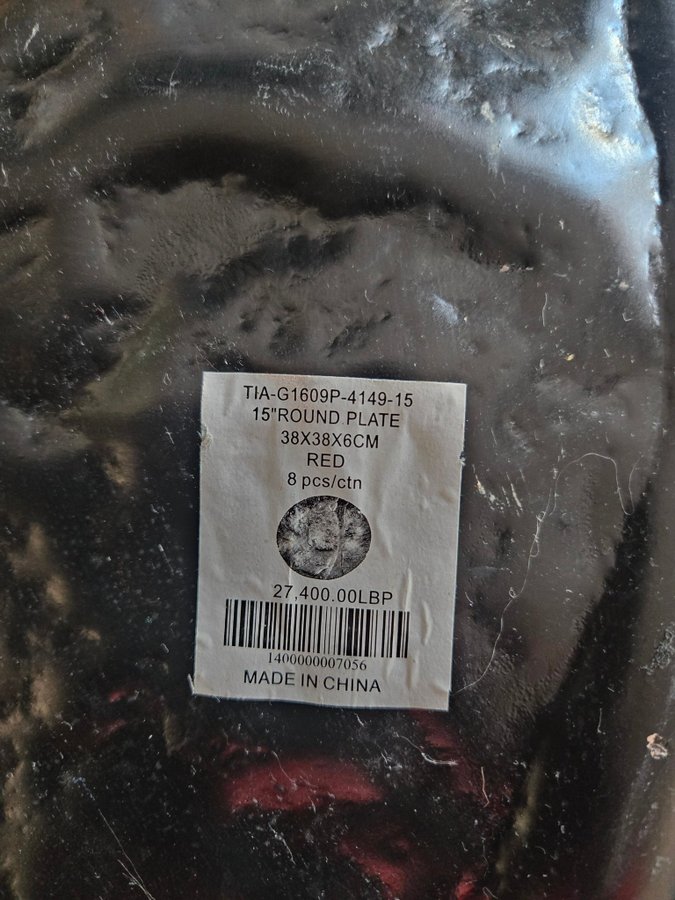 TIA-G1609P-4149-15
15"ROUND PLATE
38X38X6CM
RED
8 pcs/ctn
27,400.00LBP
1400000007056
MADE IN CHINA